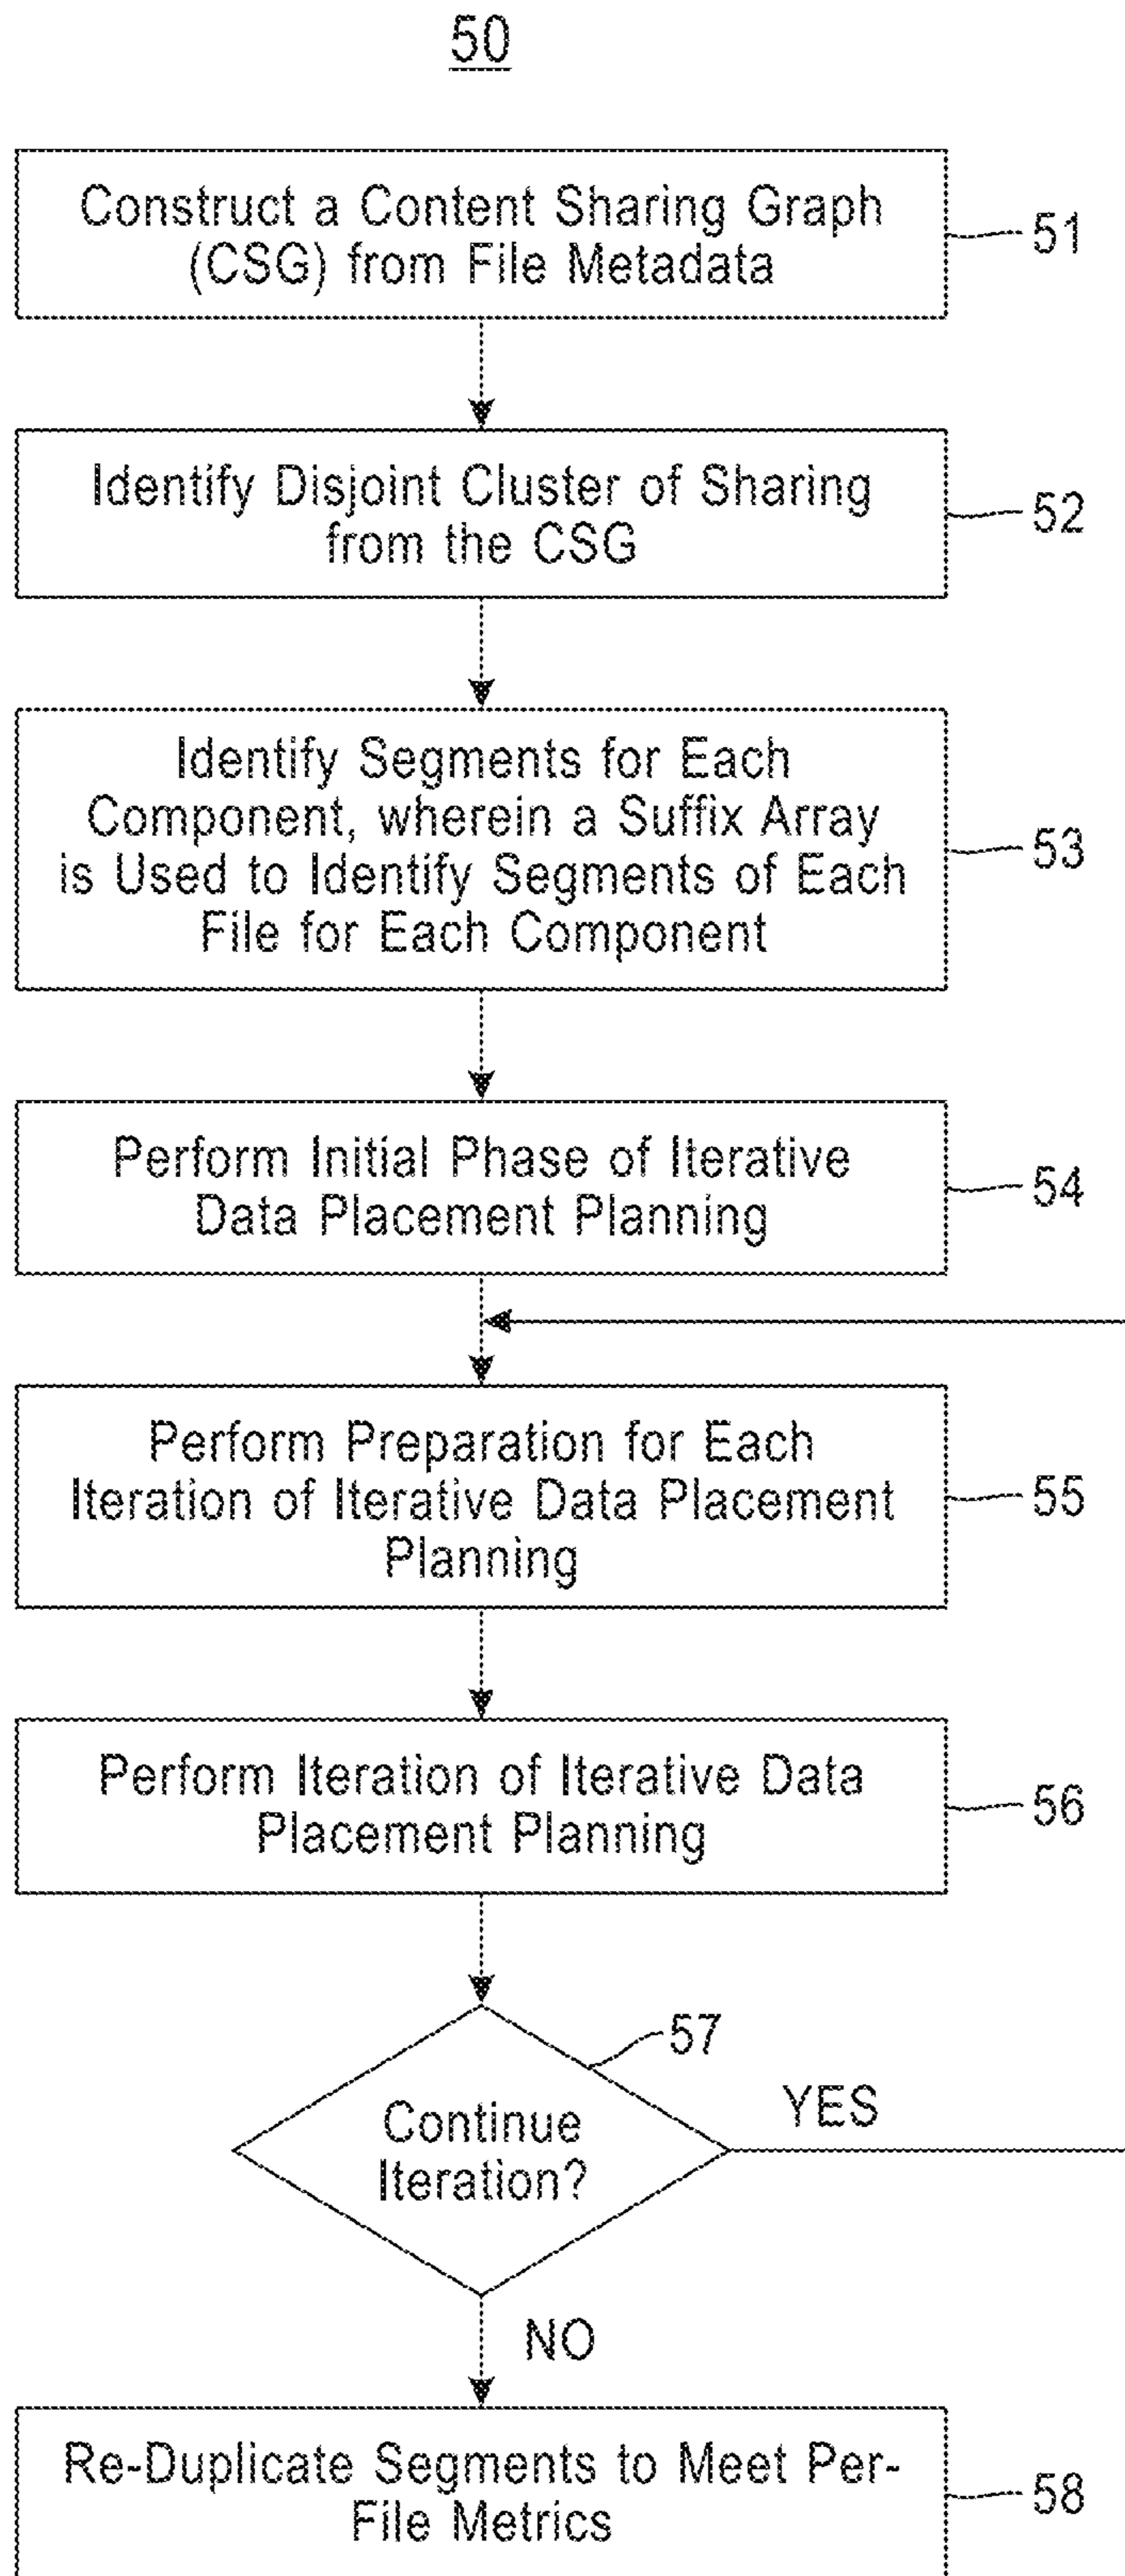 50
Construct a Content Sharing Graph
(CSG) from File Metadata
51
Identify Disjoint Cluster of Sharing
from the CSG
52
Identify Segments for Each
Component, wherein a Suffix Array
is Used to Identify Segments of Each
File for Each Component
53
Perform Initial Phase of Iterative
Data Placement Planning
54
Perform Preparation for Each
Iteration of Iterative Data Placement
Planning
55
Perform Iteration of Iterative Data
Placement Planning
56
57
Continue
Iteration?
YES
NO
Re-Duplicate Segments to Meet Per-
File Metrics
58